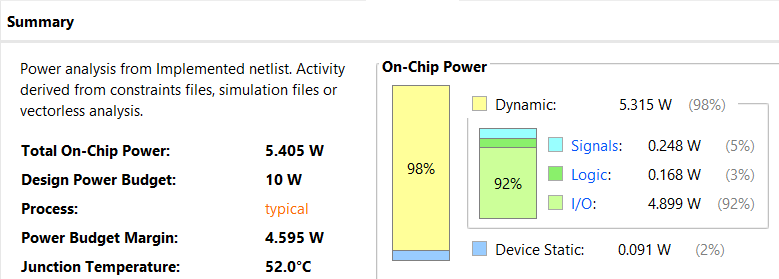 Summary
Power analysis from Implemented netlist. Activity
derived from constraints files, simulation files or
vectorless analysis.
Total On-Chip Power: 5.405 W
Design Power Budget: 10 W
Process: typical
Power Budget Margin: 4.595 W
Junction Temperature: 52.0°C
On-Chip Power
98%
Dynamic: 5.315 W (98%)
92%
Signals: 0.248 W (5%)
Logic: 0.168 W (3%)
I/O: 4.899 W (92%)
Device Static: 0.091 W (2%)